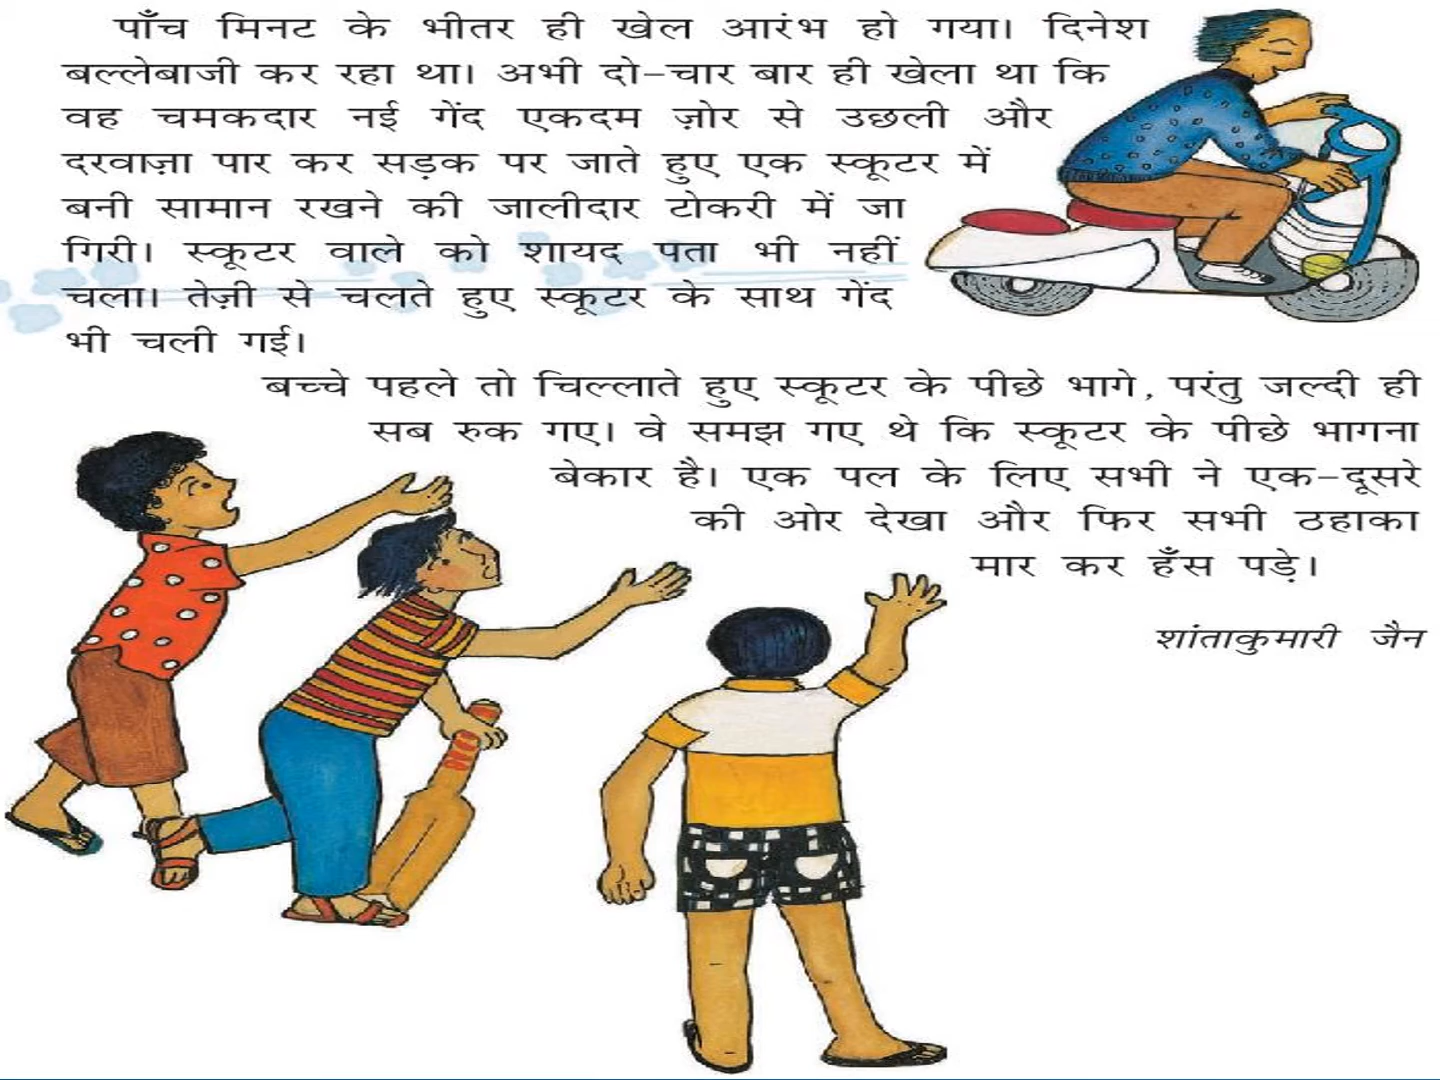 पाँच मिनट के भीतर ही खेल आरंभ हो गया। दिनेश
बल्लेबाजी कर रहा था। अभी दो-चार बार ही खेला था कि
वह चमकदार नई गेंद एकदम ज़ोर से उछली और
दरवाज़ा पार कर सड़क पर जाते हुए एक स्कूटर में
बनी सामान रखने की जालीदार टोकरी में जा
गिरी। स्कूटर वाले को शायद पता भी नहीं
चला। तेज़ी से चलते हुए स्कूटर के साथ गेंद
भी चली गई।
बच्चे पहले तो चिल्लाते हुए स्कूटर के पीछे भागे, परंतु जल्दी ही
सब रुक गए। वे समझ गए थे कि स्कूटर के पीछे भागना
बेकार है। एक पल के लिए सभी ने एक-दूसरे
की ओर देखा और फिर सभी ठहाका
मार कर हँस पड़े।
शांताकुमारी जैन